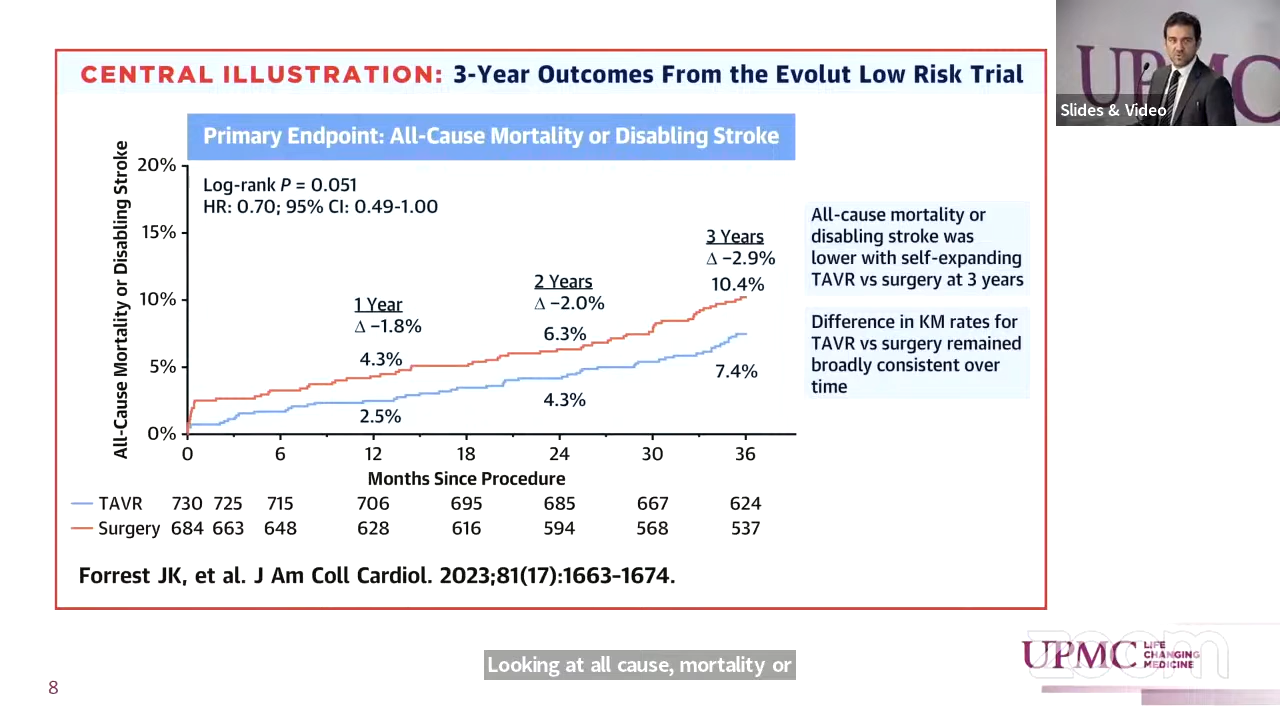 UPMC
Slides & Video
CENTRAL ILLUSTRATION: 3-Year Outcomes From the Evolut Low Risk Trial
Primary Endpoint: All-Cause Mortality or Disabling Stroke
All-Cause Mortality or Disabling Stroke
20%
15%
10%
5%
0%
Log-rank P = 0.051
HR: 0.70; 95% CI: 0.49-1.00
1 Year
Δ −1.8%
4.3%
2.5%
2 Years
Δ −2.0%
6.3%
4.3%
3 Years
Δ −2.9%
10.4%
7.4%
0 6 12 18 24 30 36
Months Since Procedure
TAVR 730 725 715 706 695 685 667 624
Surgery 684 663 648 628 616 594 568 537
All-cause mortality or
disabling stroke was
lower with self-expanding
TAVR vs surgery at 3 years
Difference in KM rates for
TAVR vs surgery remained
broadly consistent over
time
Forrest JK, et al. J Am Coll Cardiol. 2023;81(17):1663–1674.
Looking at all cause, mortality or
8
UPMC LIFE
CHANGING
MEDICINE
zoom